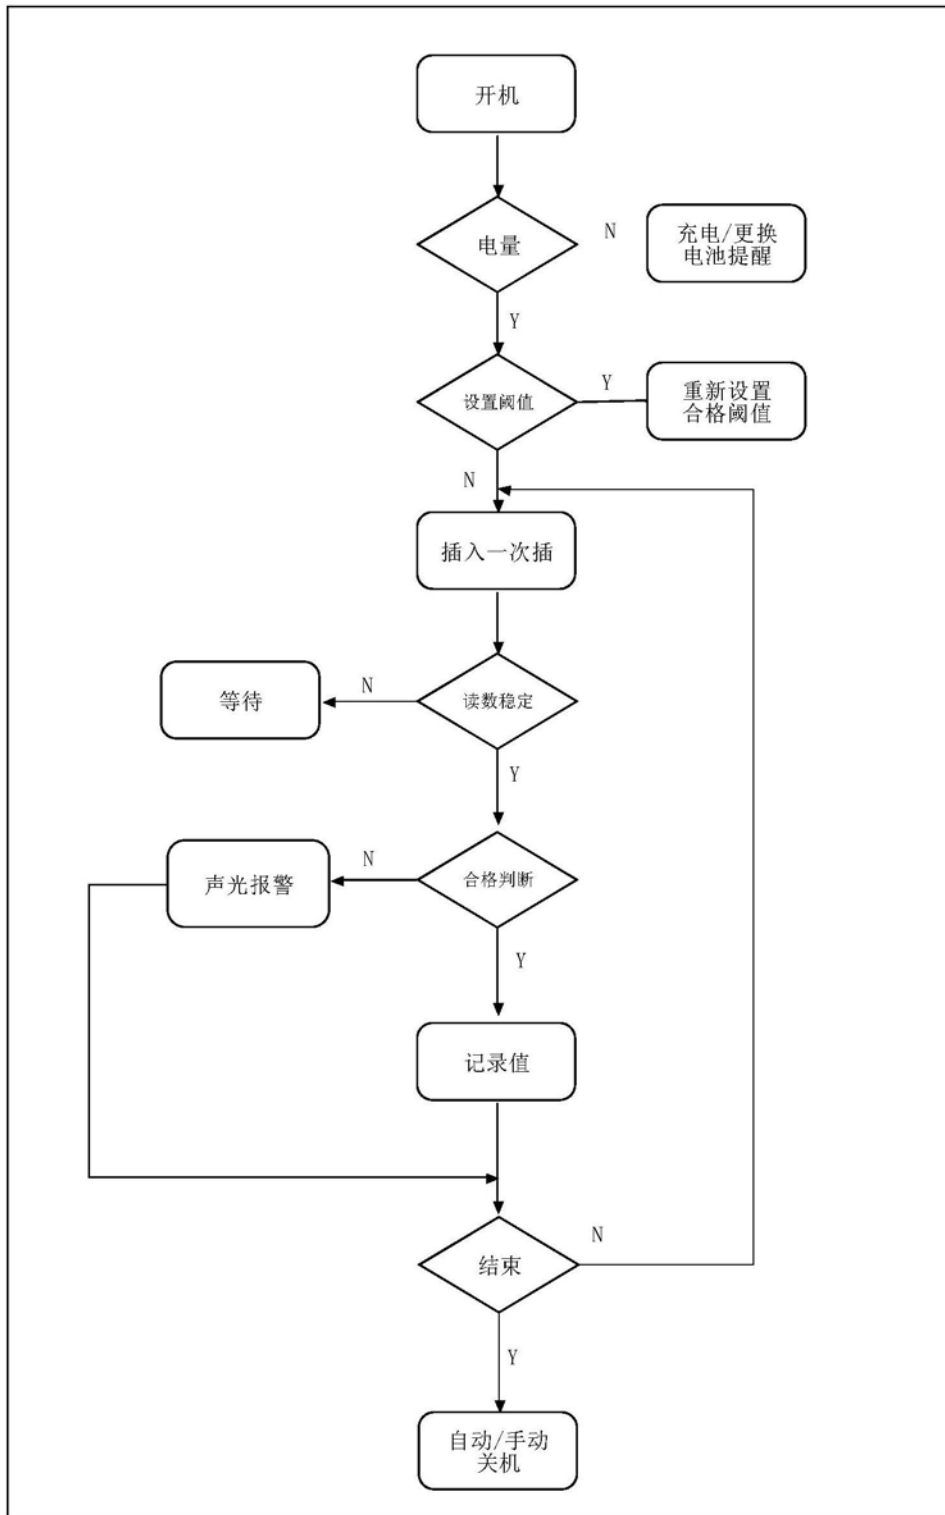 开机
电量
N
充电/更换
电池提醒
Y
设置阈值
Y
重新设置
合格阈值
N
插入一次插
等待
N
读数稳定
Y
声光报警
N
合格判断
Y
记录值
结束
N
Y
自动/手动
关机